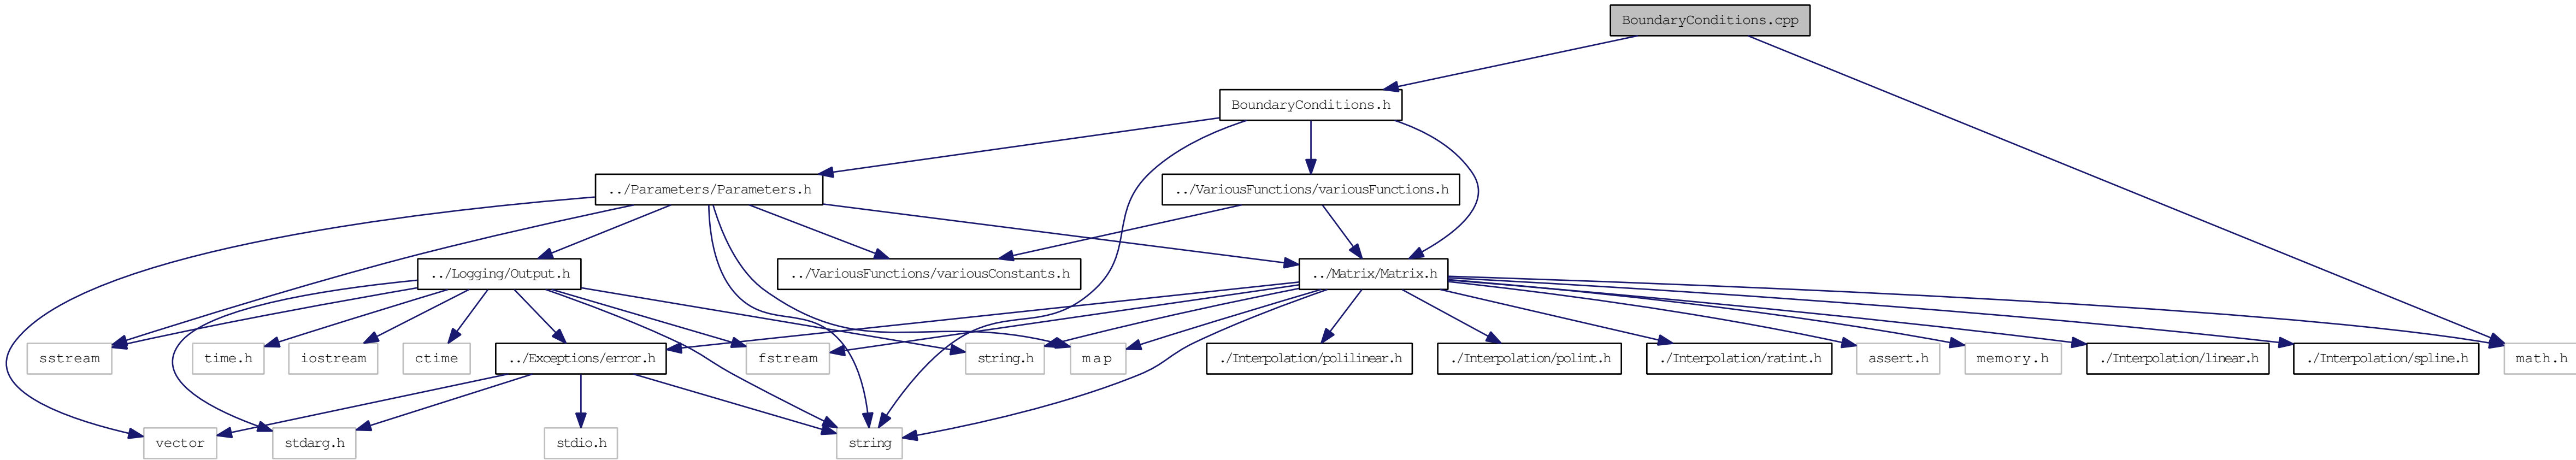 BoundaryConditions.cpp
BoundaryConditions.h
../Parameters/Parameters.h
../VariousFunctions/variousFunctions.h
../Logging/Output.h
../VariousFunctions/variousConstants.h
../Matrix/Matrix.h
sstream
time.h
iostream
ctime
../Exceptions/error.h
fstream
string.h
map
./Interpolation/polilinear.h
./Interpolation/polint.h
./Interpolation/ratint.h
assert.h
memory.h
./Interpolation/linear.h
./Interpolation/spline.h
math.h
vector
stdarg.h
stdio.h
string